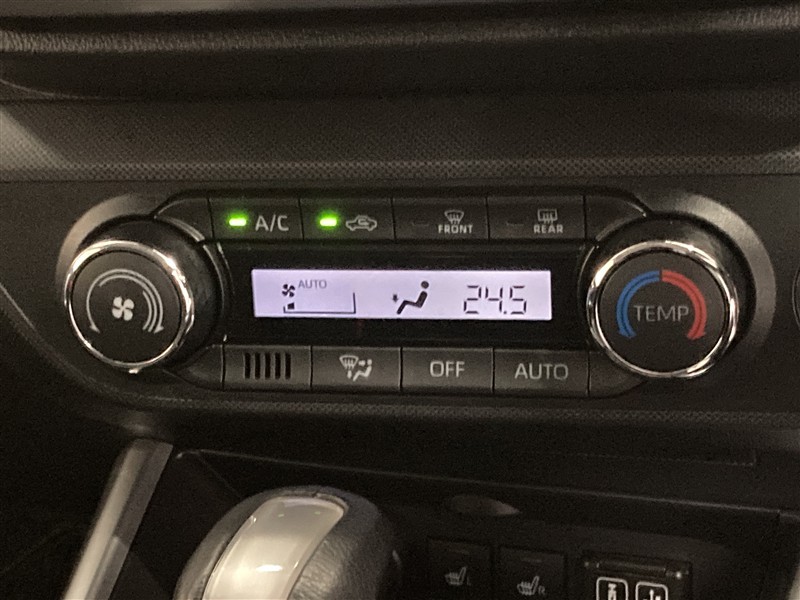 A/C
FRONT
REAR
AUTO
24.5
TEMP
OFF
AUTO
L
R